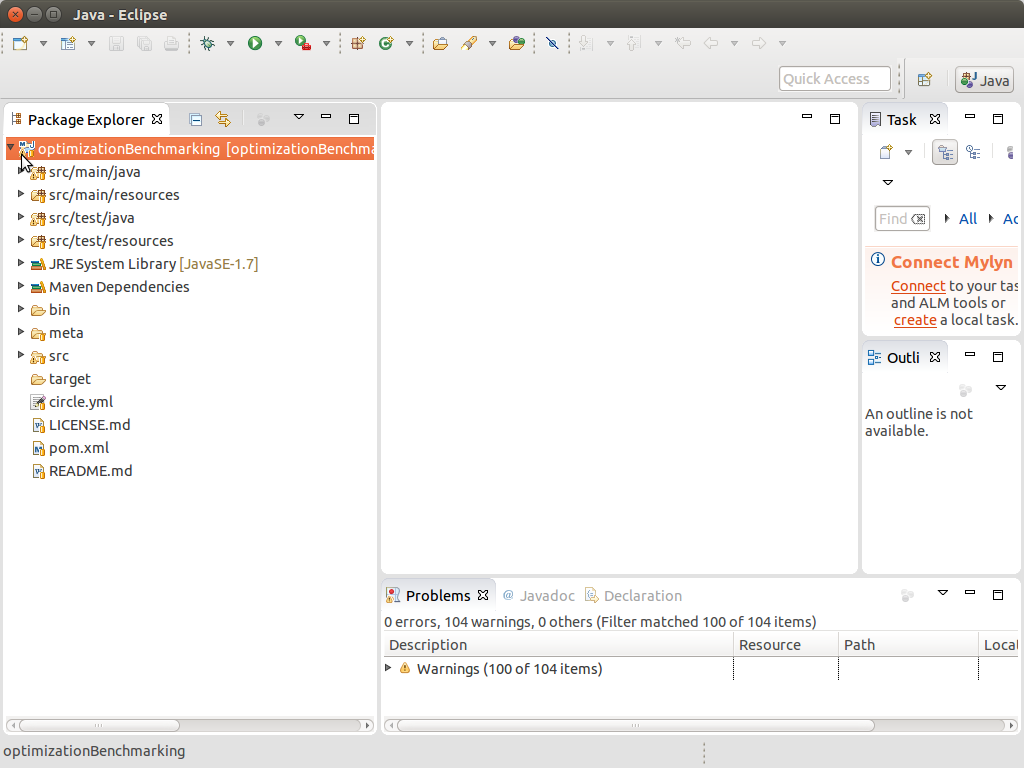 Java - Eclipse
Quick Access
Java
Package Explorer
optimizationBenchmarking [optimizationBenchma
src/main/java
src/main/resources
src/test/java
src/test/resources
JRE System Library [JavaSE-1.7]
Maven Dependencies
bin
meta
src
target
circle.yml
LICENSE.md
pom.xml
README.md
Task
Find
All
Ac
Connect Mylyn
Connect to your tas
and ALM tools or
create a local task.
Outli
An outline is not
available.
Problems
@ Javadoc
Declaration
0 errors, 104 warnings, 0 others (Filter matched 100 of 104 items)
Description Resource Path Locat
Warnings (100 of 104 items)
optimizationBenchmarking